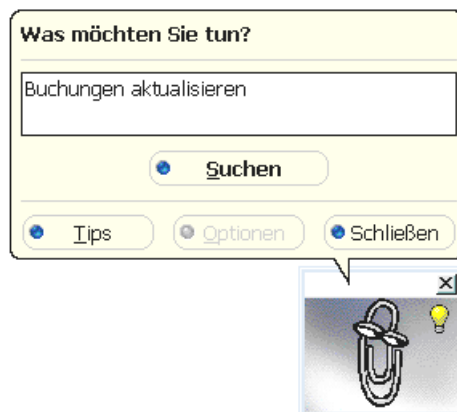 Was möchten Sie tun?
Buchungen aktualisieren
Suchen
Tips
Optionen
Schließen